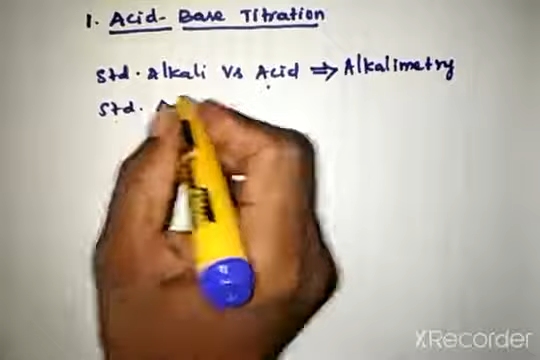 1. Acid- Base Titration
Std. Alkali Vs Acid ⇒ Alkalimetry
Std.
XRecorder